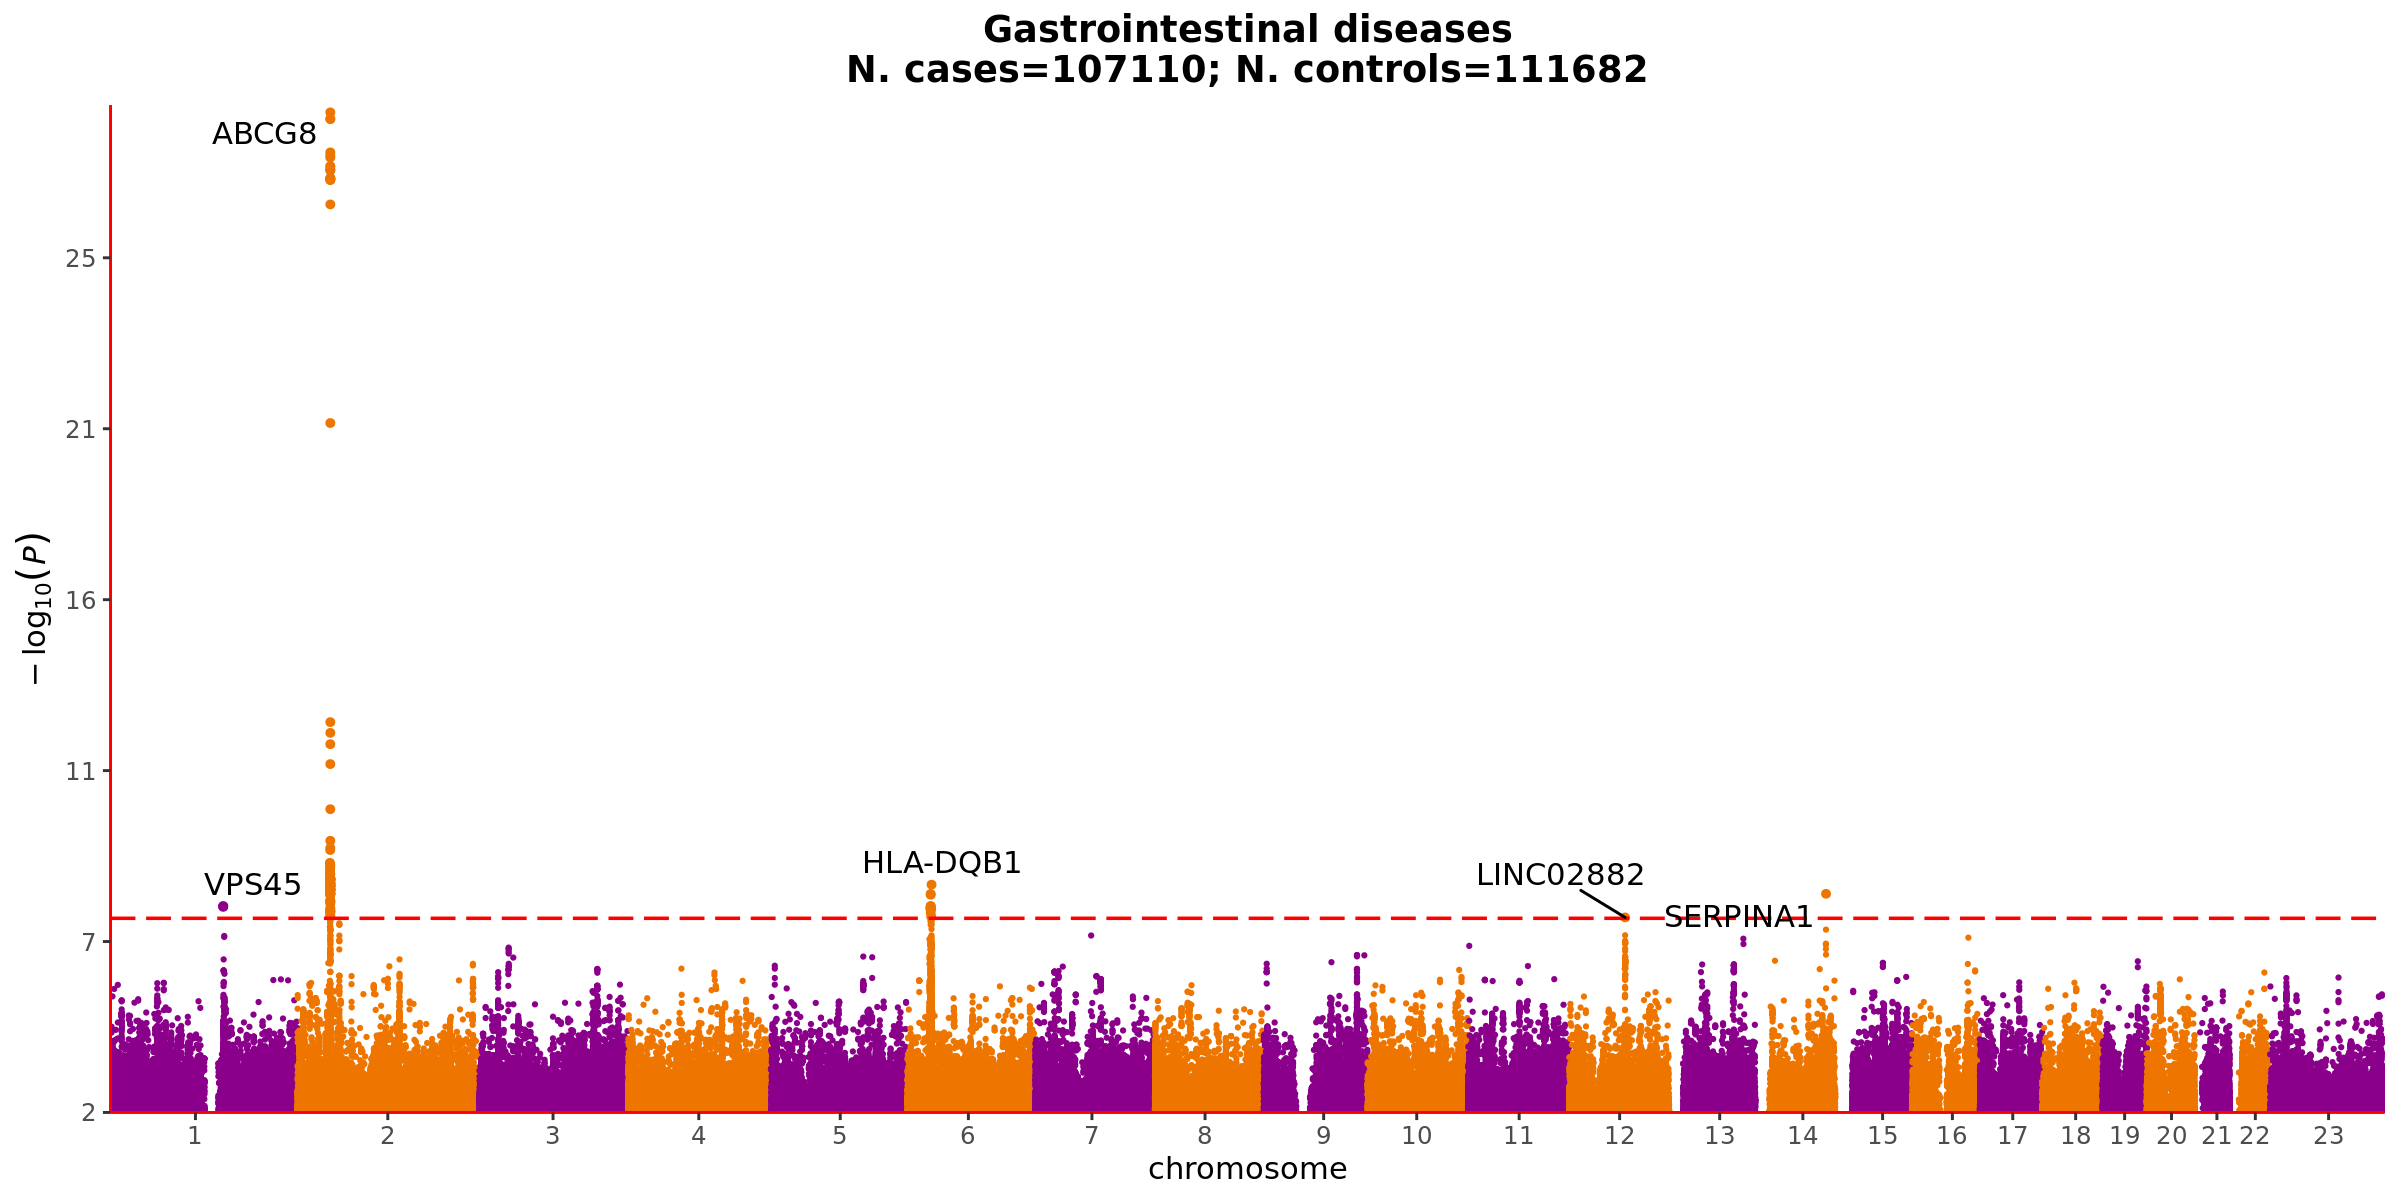 Gastrointestinal diseases
N. cases=107110; N. controls=111682
ABCG8
25
21
− log10(P)
16
11
HLA-DQB1
LINC02882
VPS45
SERPINA1
7
2
1 2 3 4 5 6 7 8 9 10 11 12 13 14 15 16 17 18 19 20 21 22 23
chromosome